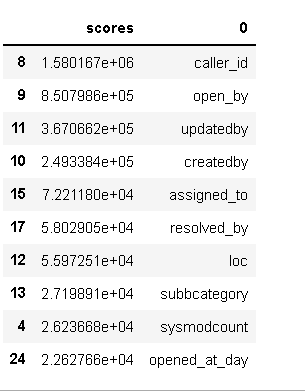 scores 0
8 1.580167e+06 caller_id
9 8.507986e+05 open_by
11 3.670662e+05 updatedby
10 2.493384e+05 createdby
15 7.221180e+04 assigned_to
17 5.802905e+04 resolved_by
12 5.597251e+04 loc
13 2.719891e+04 subbcategory
4 2.623668e+04 sysmodcount
24 2.262766e+04 opened_at_day